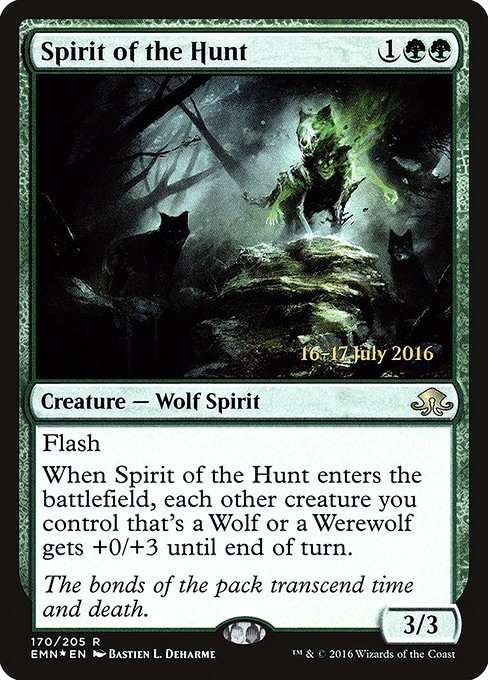 Spirit of the Hunt 1
16–17 July 2016
Creature — Wolf Spirit
Flash
When Spirit of the Hunt enters the
battlefield, each other creature you
control that's a Wolf or a Werewolf
gets +0/+3 until end of turn.
The bonds of the pack transcend time
and death.
3/3
170/205 R
EMN★EN Bastien L. Deharme
™ & © 2016 Wizards of the Coast